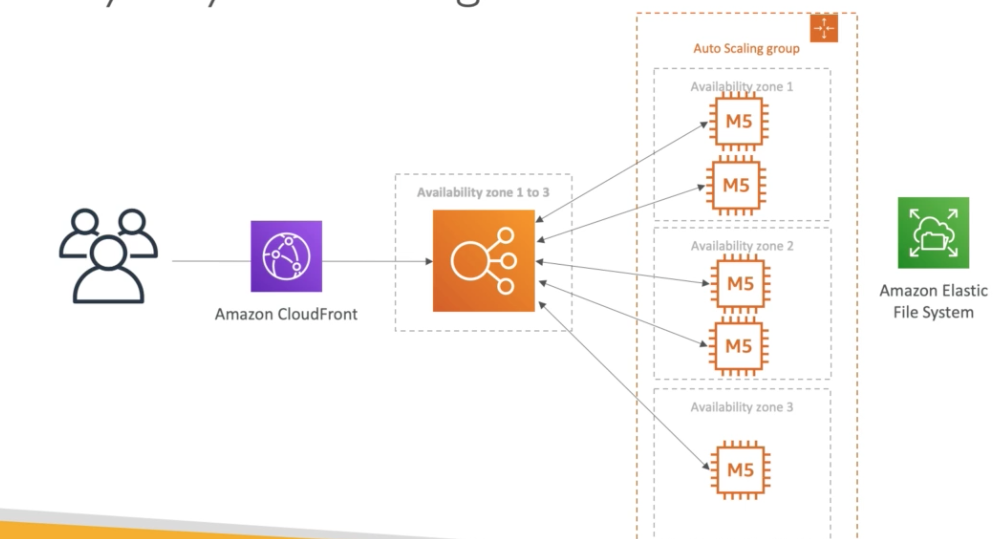 Auto Scaling group
Availability zone 1
M5
M5
Availability zone 1 to 3
Availability zone 2
M5
M5
Amazon CloudFront
Amazon Elastic
File System
Availability zone 3
M5